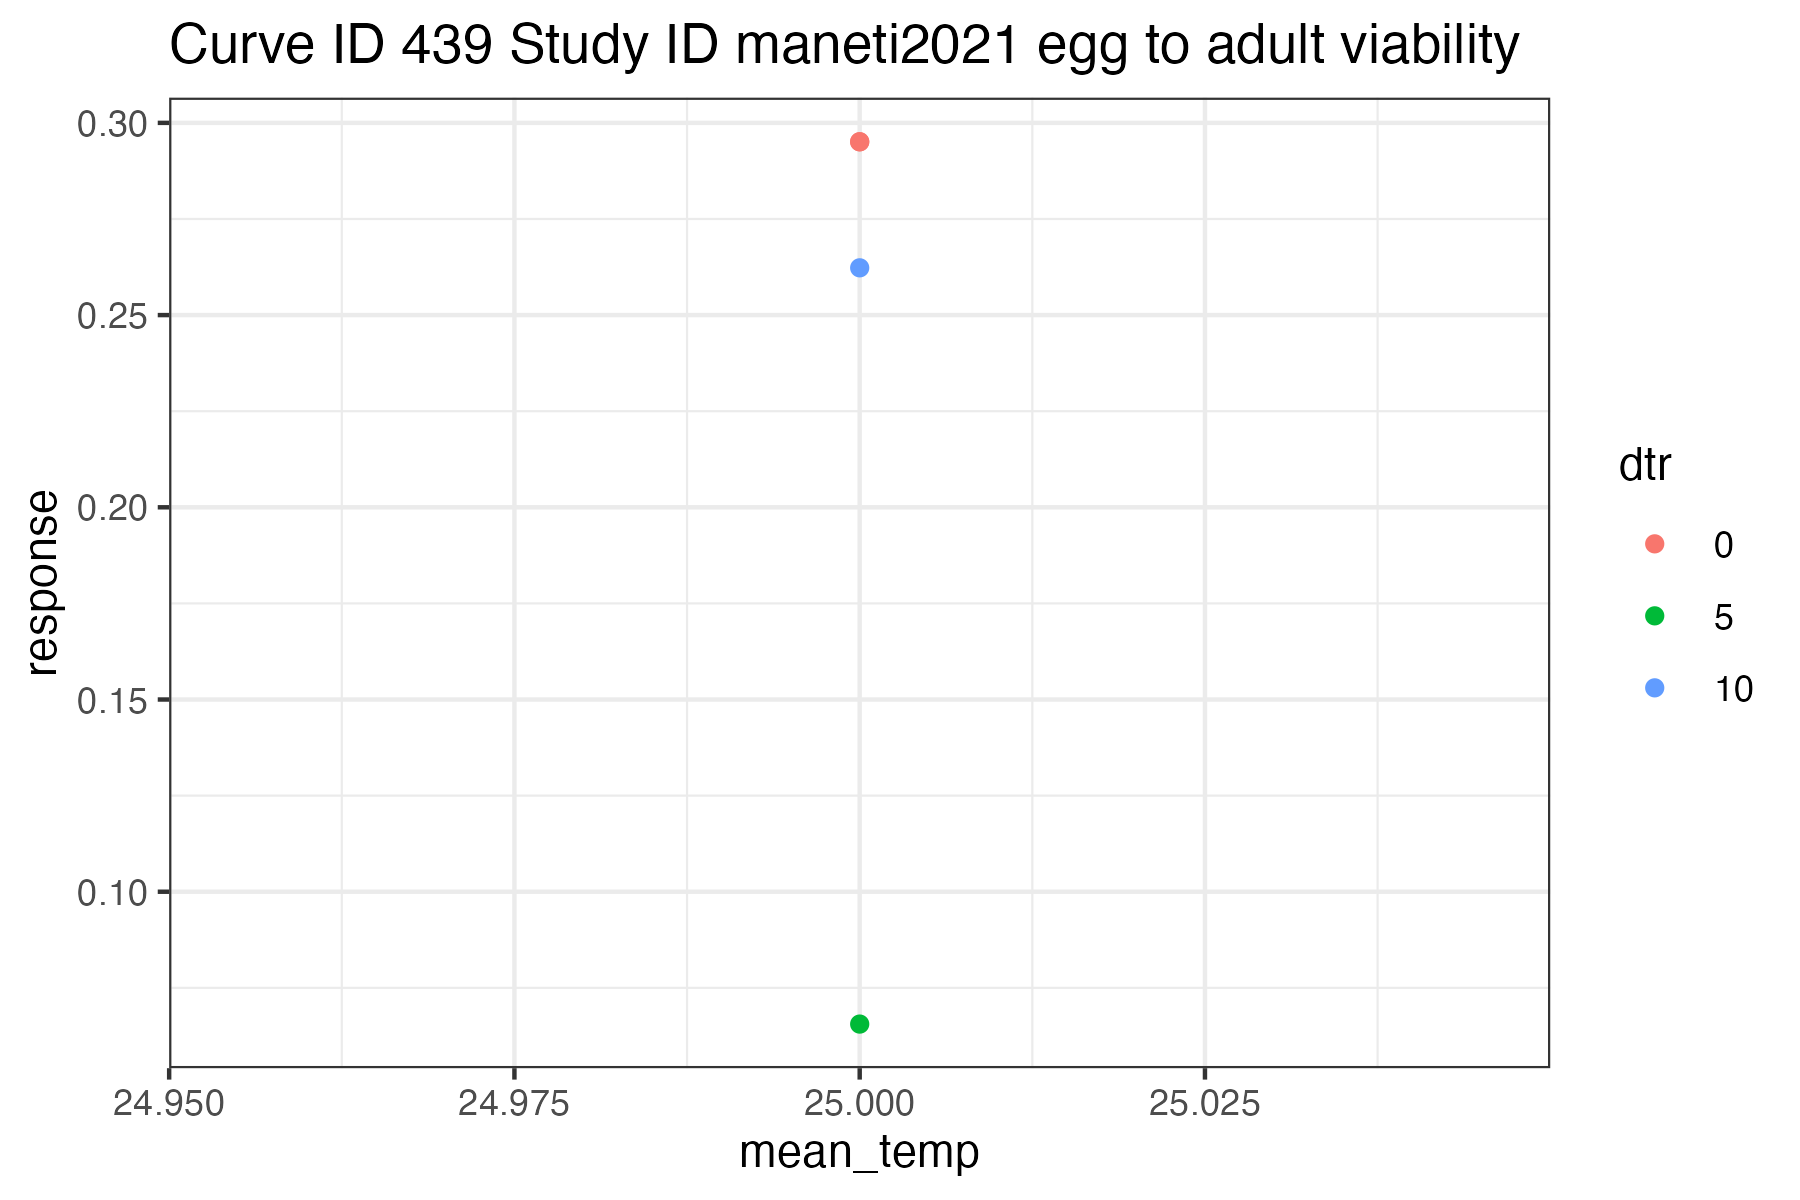 Curve ID 439 Study ID maneti2021 egg to adult viability
0.30
0.25
0.20
0.15
0.10
response
24.950 24.975 25.000 25.025
mean_temp
dtr
0
5
10